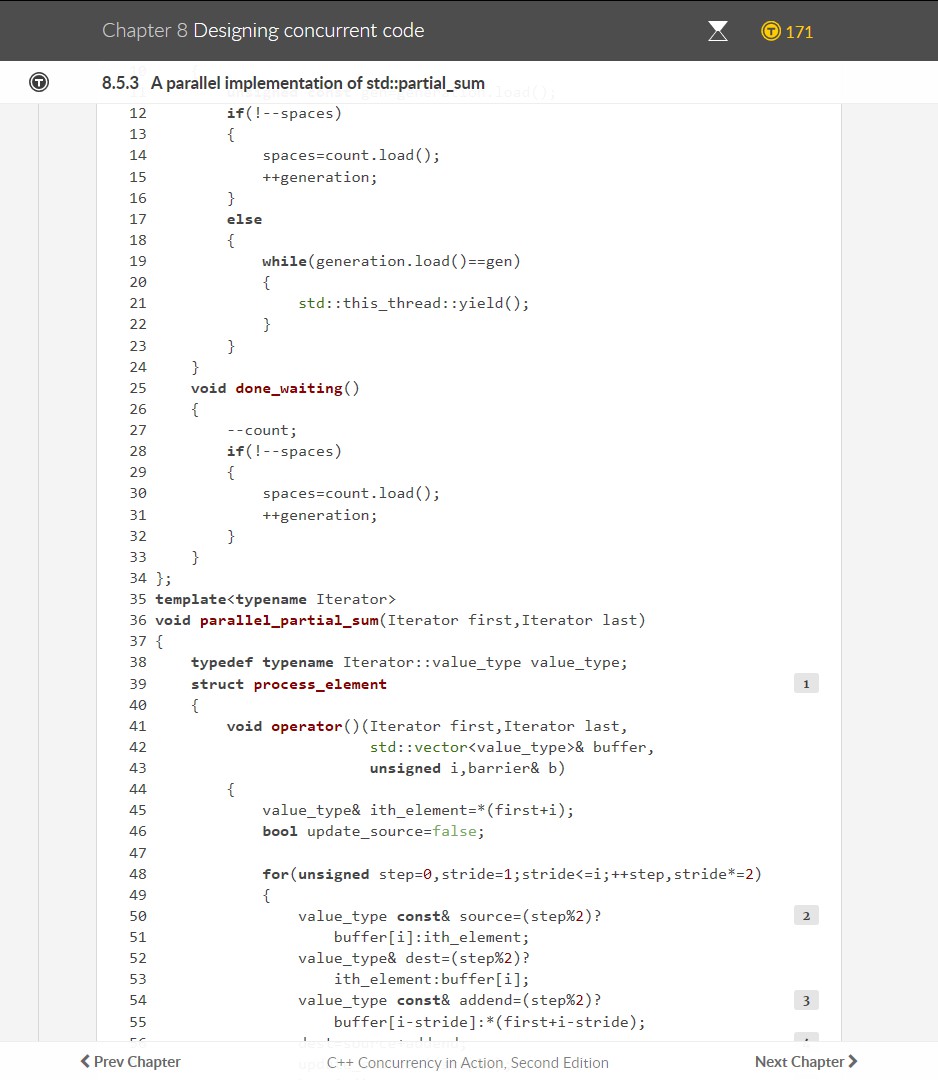 Chapter 8 Designing concurrent code
171
8.5.3 A parallel implementation of std::partial_sum
12 if(!--spaces)
13 {
14 spaces=count.load();
15 ++generation;
16 }
17 else
18 {
19 while(generation.load()==gen)
20 {
21 std::this_thread::yield();
22 }
23 }
24 }
25 void done_waiting()
26 {
27 --count;
28 if(!--spaces)
29 {
30 spaces=count.load();
31 ++generation;
32 }
33 }
34 };
35 template<typename Iterator>
36 void parallel_partial_sum(Iterator first,Iterator last)
37 {
38 typedef typename Iterator::value_type value_type;
39 struct process_element 1
40 {
41 void operator()(Iterator first,Iterator last,
42 std::vector<value_type>& buffer,
43 unsigned i,barrier& b)
44 {
45 value_type& ith_element=*(first+i);
46 bool update_source=false;
47
48 for(unsigned step=0,stride=1;stride<=i;++step,stride*=2)
49 {
50 value_type const& source=(step%2)? 2
51 buffer[i]:ith_element;
52 value_type& dest=(step%2)?
53 ith_element:buffer[i];
54 value_type const& addend=(step%2)? 3
55 buffer[i-stride]:*(first+i-stride);
Prev Chapter
C++ Concurrency in Action, Second Edition
Next Chapter